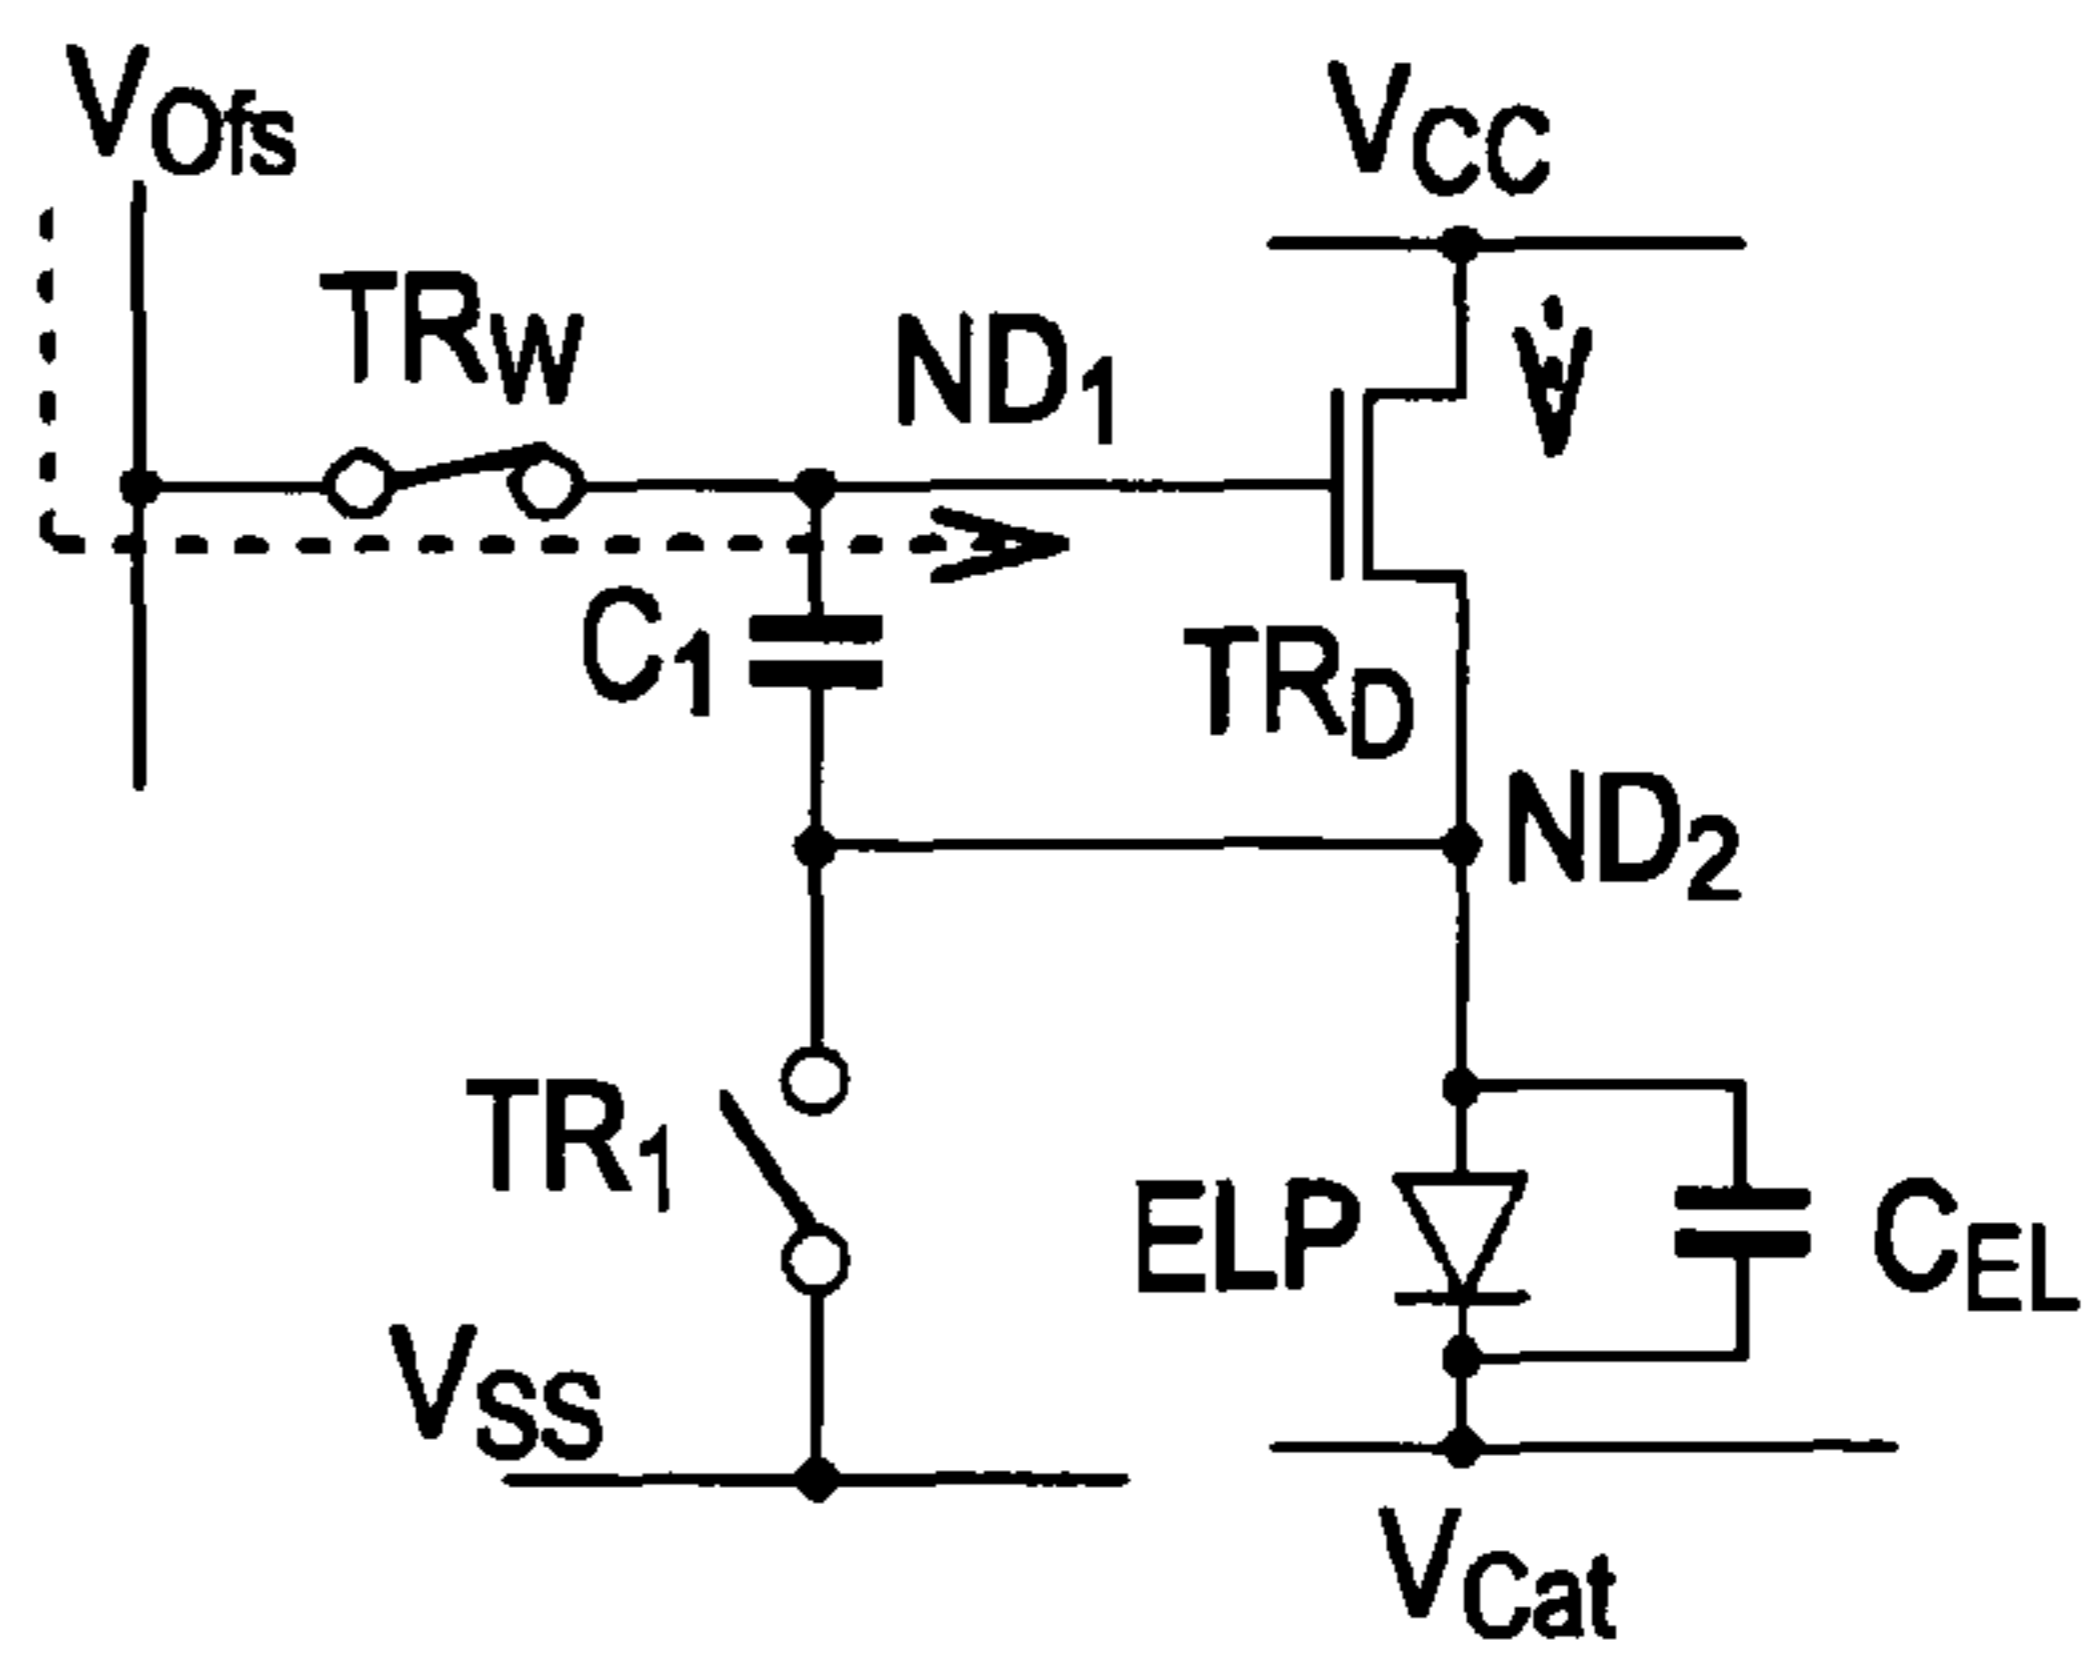 VOfs
VCC
TRW
ND1
C1
TRD
ND2
TR1
ELP
CEL
VSS
VCat